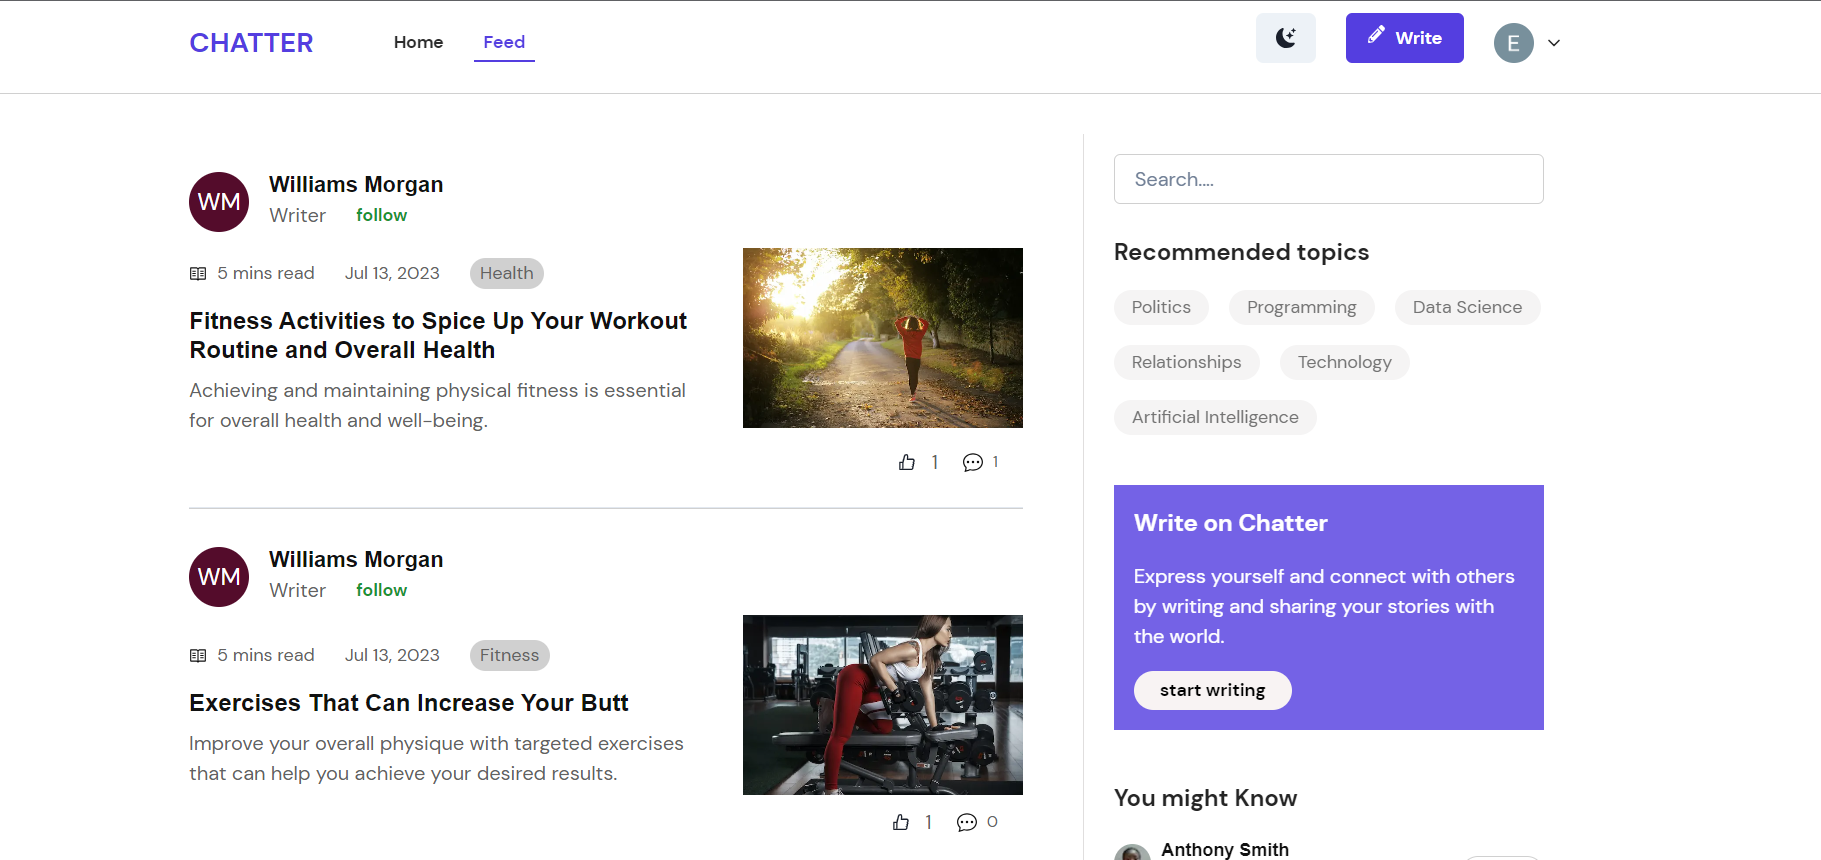 CHATTER
Home
Feed
Write
E
WM
Williams Morgan
Writer
follow
5 mins read
Jul 13, 2023
Health
Fitness Activities to Spice Up Your Workout
Routine and Overall Health
Achieving and maintaining physical fitness is essential
for overall health and well-being.
1
1
WM
Williams Morgan
Writer
follow
5 mins read
Jul 13, 2023
Fitness
Exercises That Can Increase Your Butt
Improve your overall physique with targeted exercises
that can help you achieve your desired results.
1
0
Search....
Recommended topics
Politics
Programming
Data Science
Relationships
Technology
Artificial Intelligence
Write on Chatter
Express yourself and connect with others
by writing and sharing your stories with
the world.
start writing
You might Know
Anthony Smith